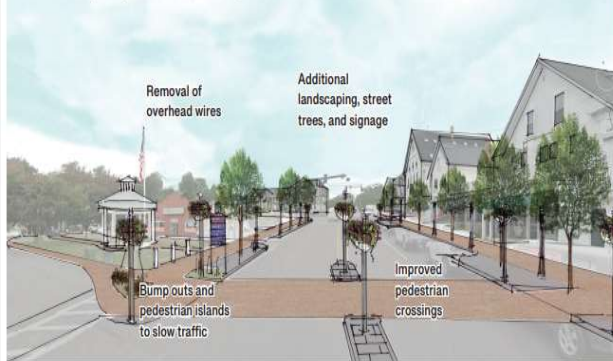 Removal of
overhead wires
Additional
landscaping, street
trees, and signage
Bump outs and
pedestrian islands
to slow traffic
Improved
pedestrian
crossings